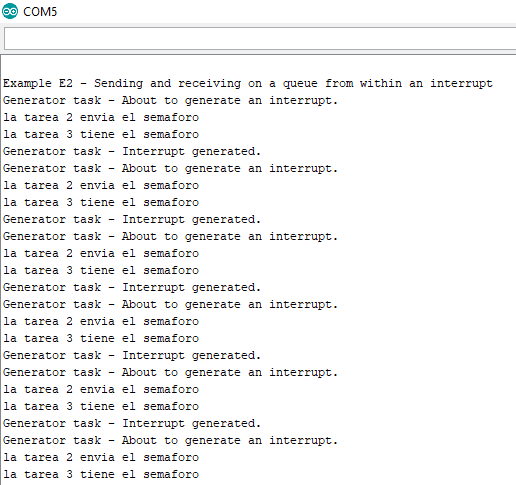 COM5
Example E2 - Sending and receiving on a queue from within an interrupt
Generator task - About to generate an interrupt.
la tarea 2 envia el semaforo
la tarea 3 tiene el semaforo
Generator task - Interrupt generated.
Generator task - About to generate an interrupt.
la tarea 2 envia el semaforo
la tarea 3 tiene el semaforo
Generator task - Interrupt generated.
Generator task - About to generate an interrupt.
la tarea 2 envia el semaforo
la tarea 3 tiene el semaforo
Generator task - Interrupt generated.
Generator task - About to generate an interrupt.
la tarea 2 envia el semaforo
la tarea 3 tiene el semaforo
Generator task - Interrupt generated.
Generator task - About to generate an interrupt.
la tarea 2 envia el semaforo
la tarea 3 tiene el semaforo
Generator task - Interrupt generated.
Generator task - About to generate an interrupt.
la tarea 2 envia el semaforo
la tarea 3 tiene el semaforo